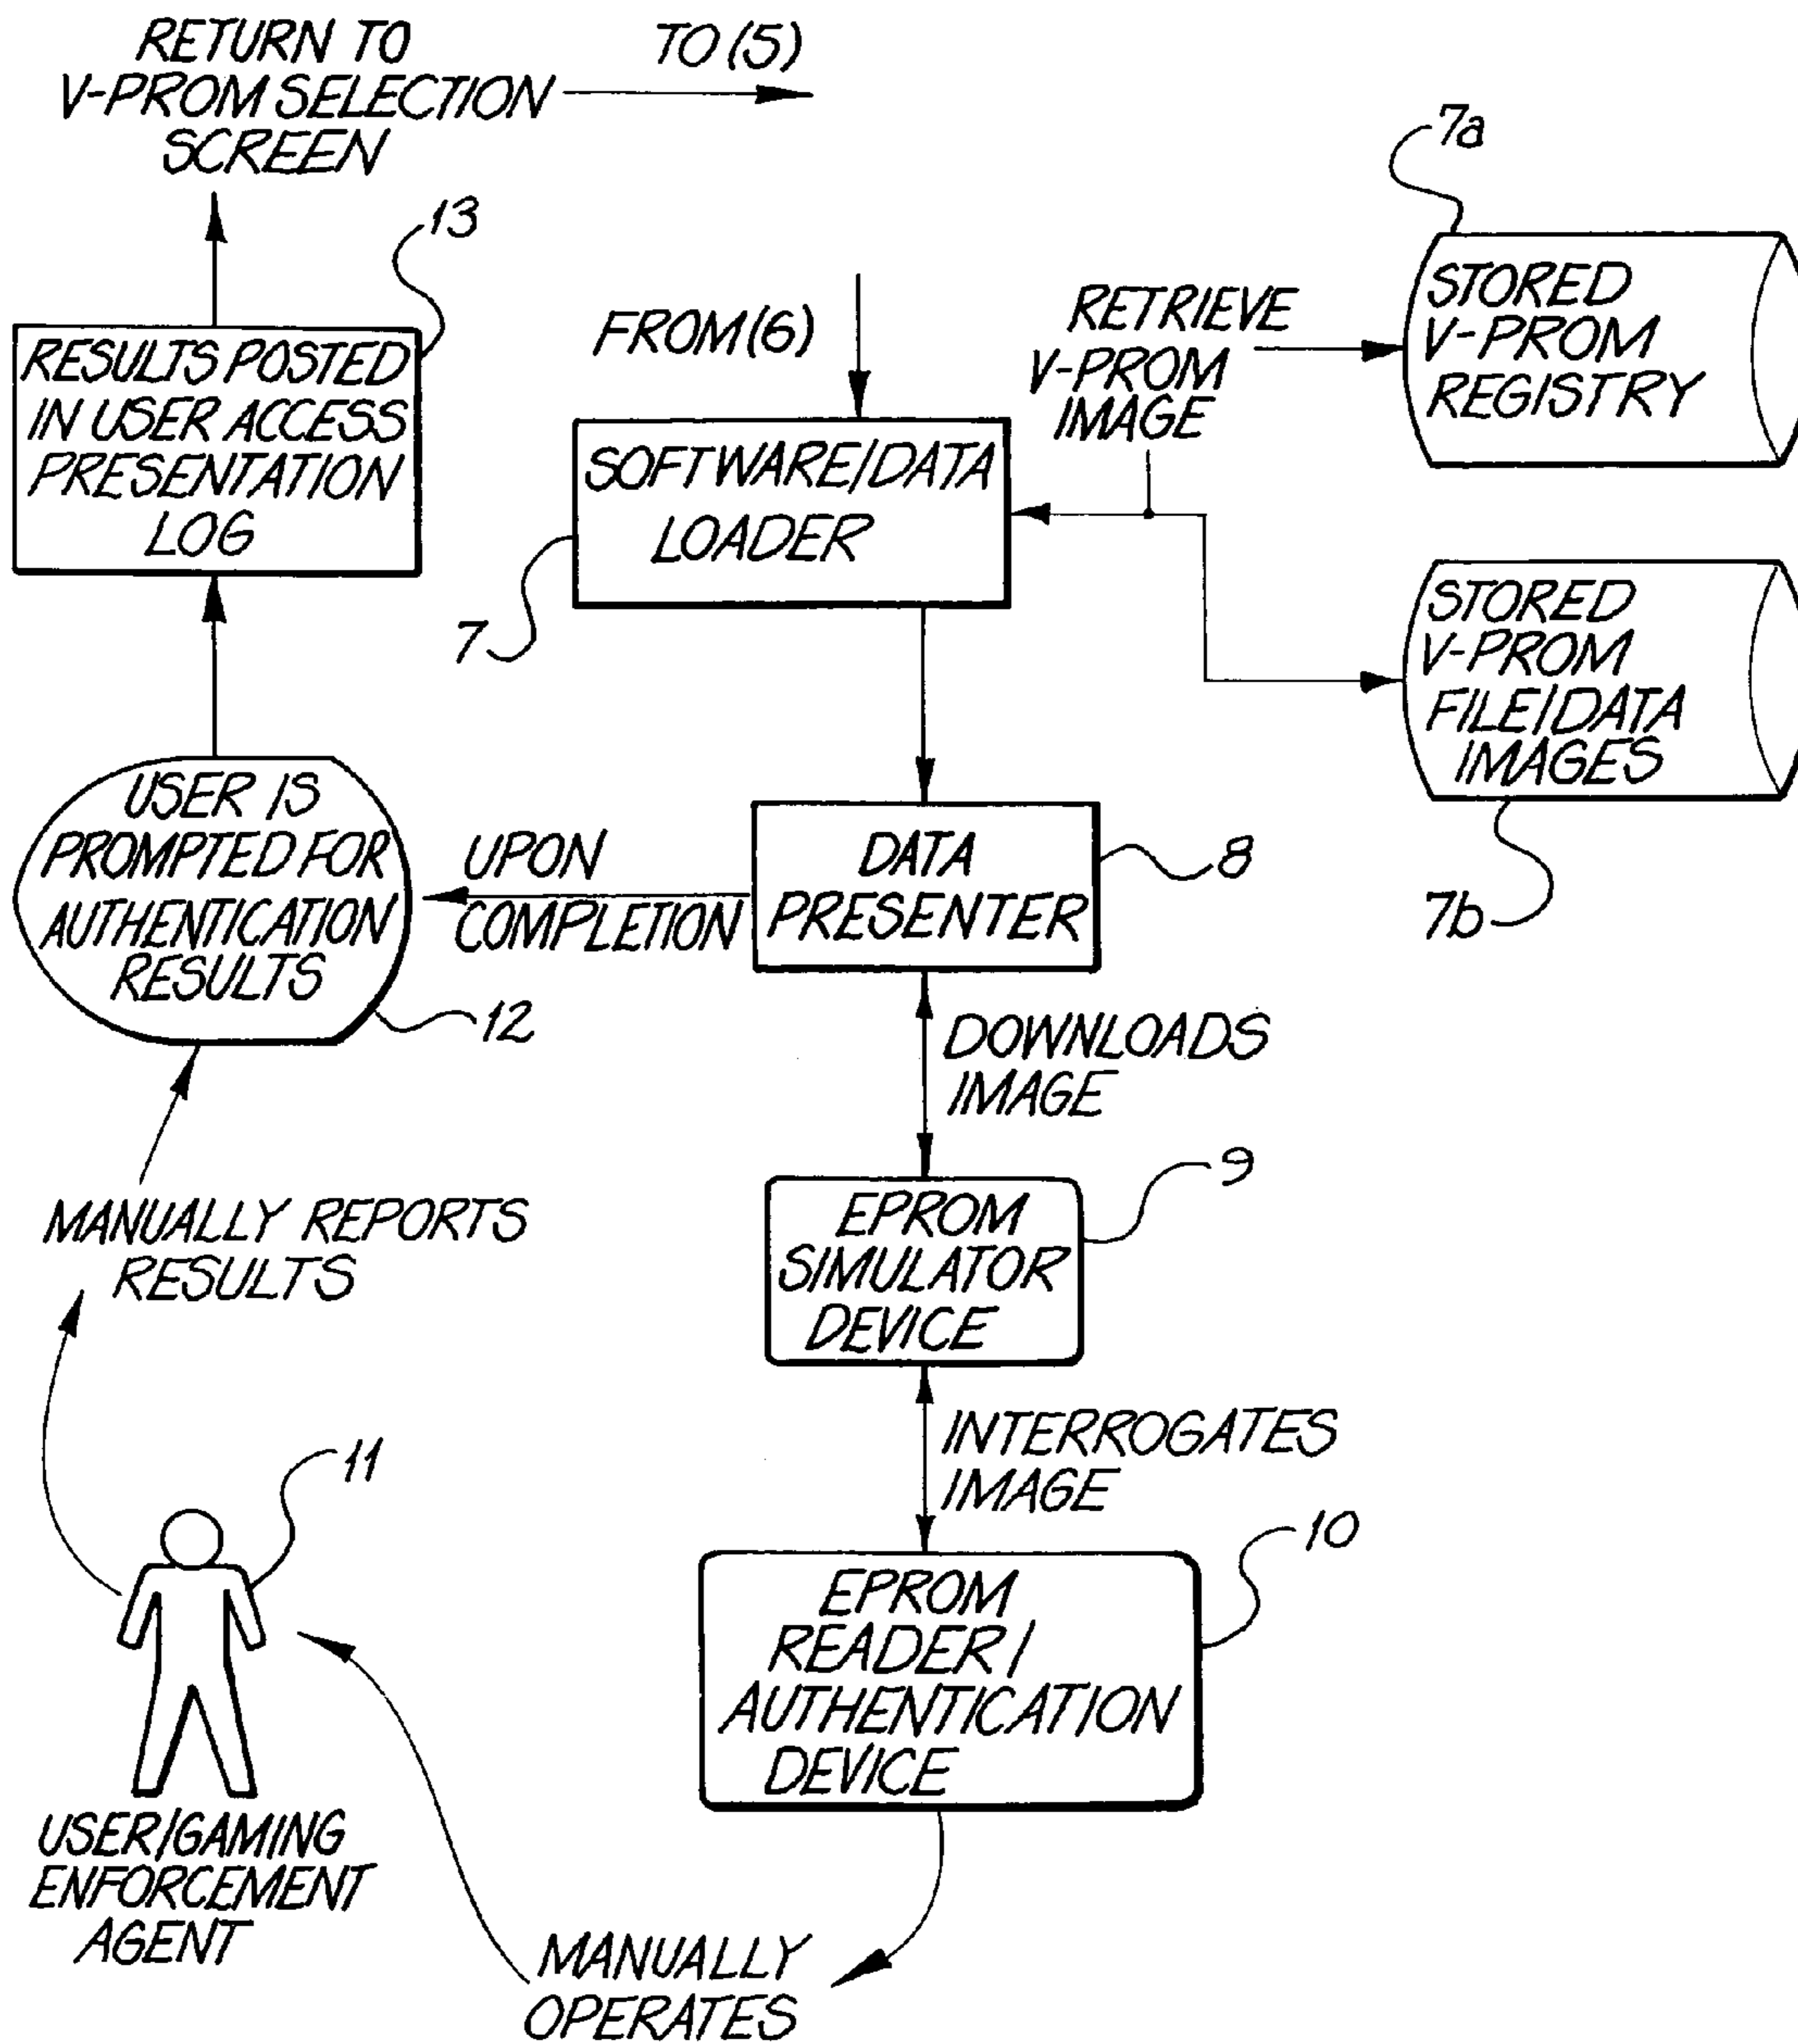 RETURN TO
V-PROM SELECTION
SCREEN
TO (5)
13
RESULTS POSTED
IN USER ACCESS
PRESENTATION
LOG
FROM (6)
RETRIEVE
V-PROM
IMAGE
7a
STORED
V-PROM
REGISTRY
SOFTWARE/DATA
LOADER
7
STORED
V-PROM
FILE/DATA
IMAGES
7b
USER IS
PROMPTED FOR
AUTHENTICATION
RESULTS
12
UPON
COMPLETION
DATA
PRESENTER
8
DOWNLOADS
IMAGE
MANUALLY REPORTS
RESULTS
EPROM
SIMULATOR
DEVICE
9
INTERROGATES
IMAGE
11
USER/GAMING
ENFORCEMENT
AGENT
EPROM
READER/
AUTHENTICATION
DEVICE
10
MANUALLY
OPERATES